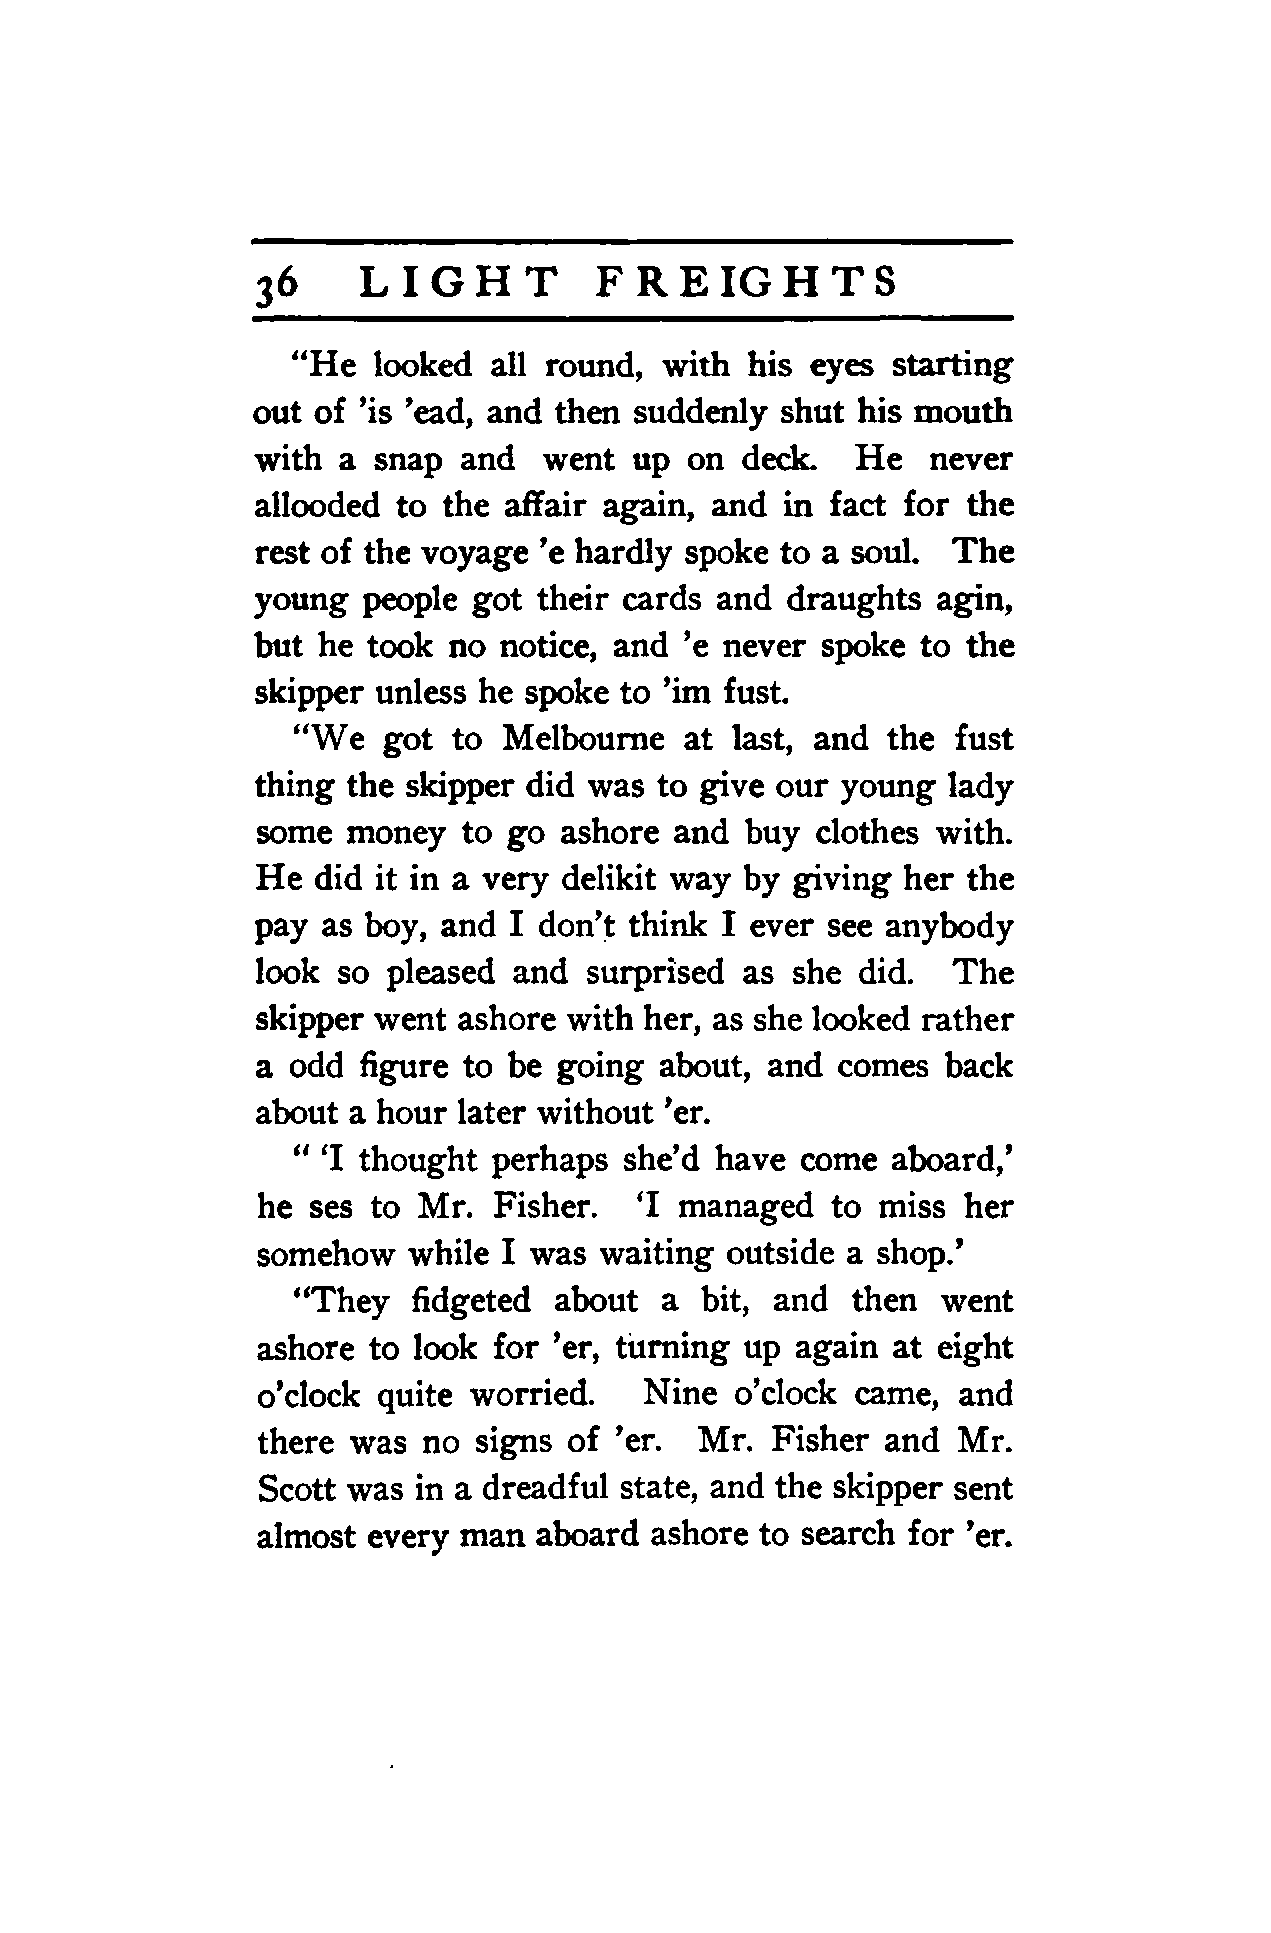 36 LIGHT FREIGHTS
“He looked all round, with his eyes starting
out of ’is ’ead, and then suddenly shut his mouth
with a snap and went up on deck. He never
allooded to the affair again, and in fact for the
rest of the voyage ’e hardly spoke to a soul. The
young people got their cards and draughts agin,
but he took no notice, and ’e never spoke to the
skipper unless he spoke to ’im fust.
“We got to Melbourne at last, and the fust
thing the skipper did was to give our young lady
some money to go ashore and buy clothes with.
He did it in a very delikit way by giving her the
pay as boy, and I don’t think I ever see anybody
look so pleased and surprised as she did. The
skipper went ashore with her, as she looked rather
a odd figure to be going about, and comes back
about a hour later without ’er.
“ ‘I thought perhaps she’d have come aboard,’
he ses to Mr. Fisher. ‘I managed to miss her
somehow while I was waiting outside a shop.’
“They fidgeted about a bit, and then went
ashore to look for ’er, turning up again at eight
o’clock quite worried. Nine o’clock came, and
there was no signs of ’er. Mr. Fisher and Mr.
Scott was in a dreadful state, and the skipper sent
almost every man aboard ashore to search for ’er.